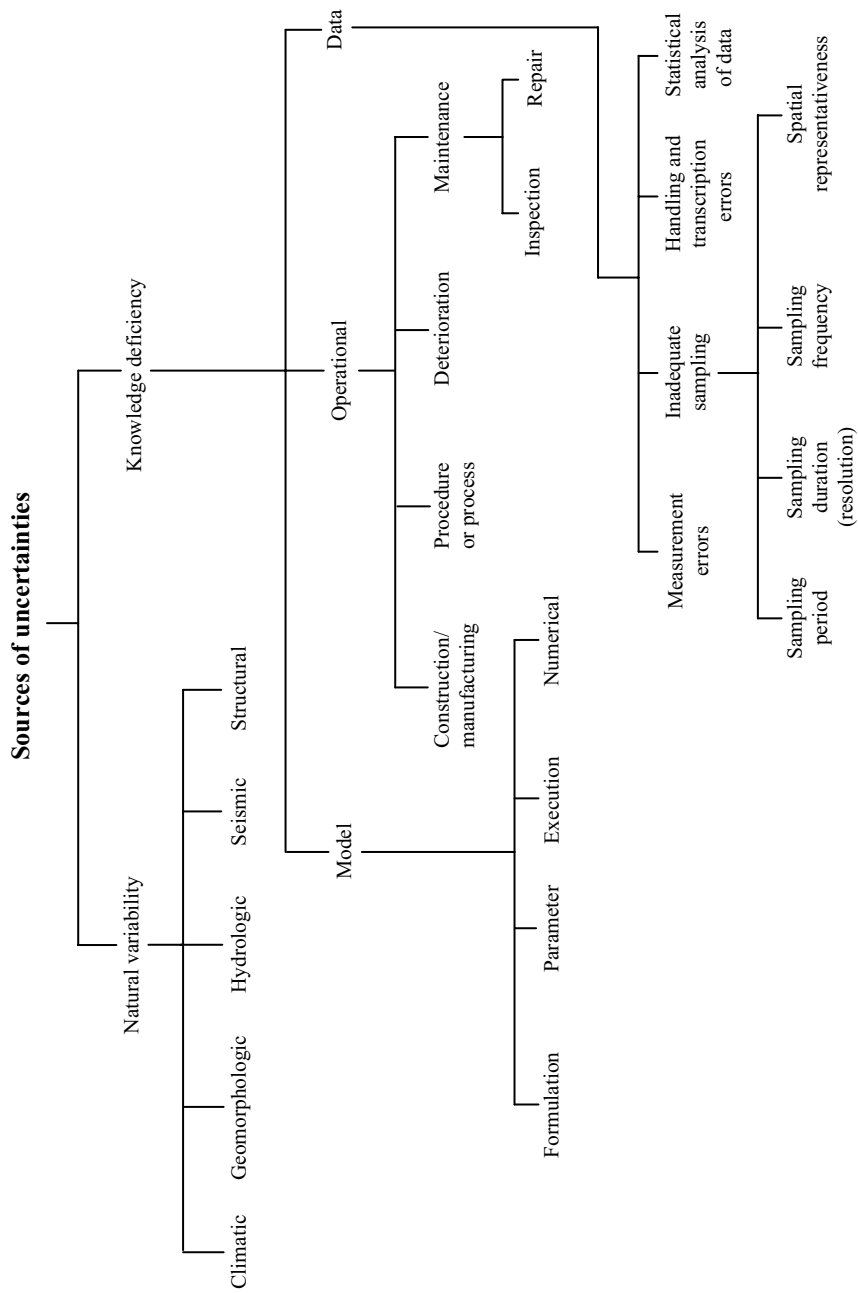 Sources of uncertainties
Natural variability
Knowledge deficiency
Climatic
Geomorphologic
Hydrologic
Seismic
Structural
Model
Operational
Data
Construction/
manufacturing
Procedure
or process
Deterioration
Maintenance
Inspection
Repair
Formulation
Parameter
Execution
Numerical
Measurement
errors
Inadequate
sampling
Handling and
transcription
errors
Statistical
analysis
of data
Sampling
period
Sampling
duration
(resolution)
Sampling
frequency
Spatial
representativeness